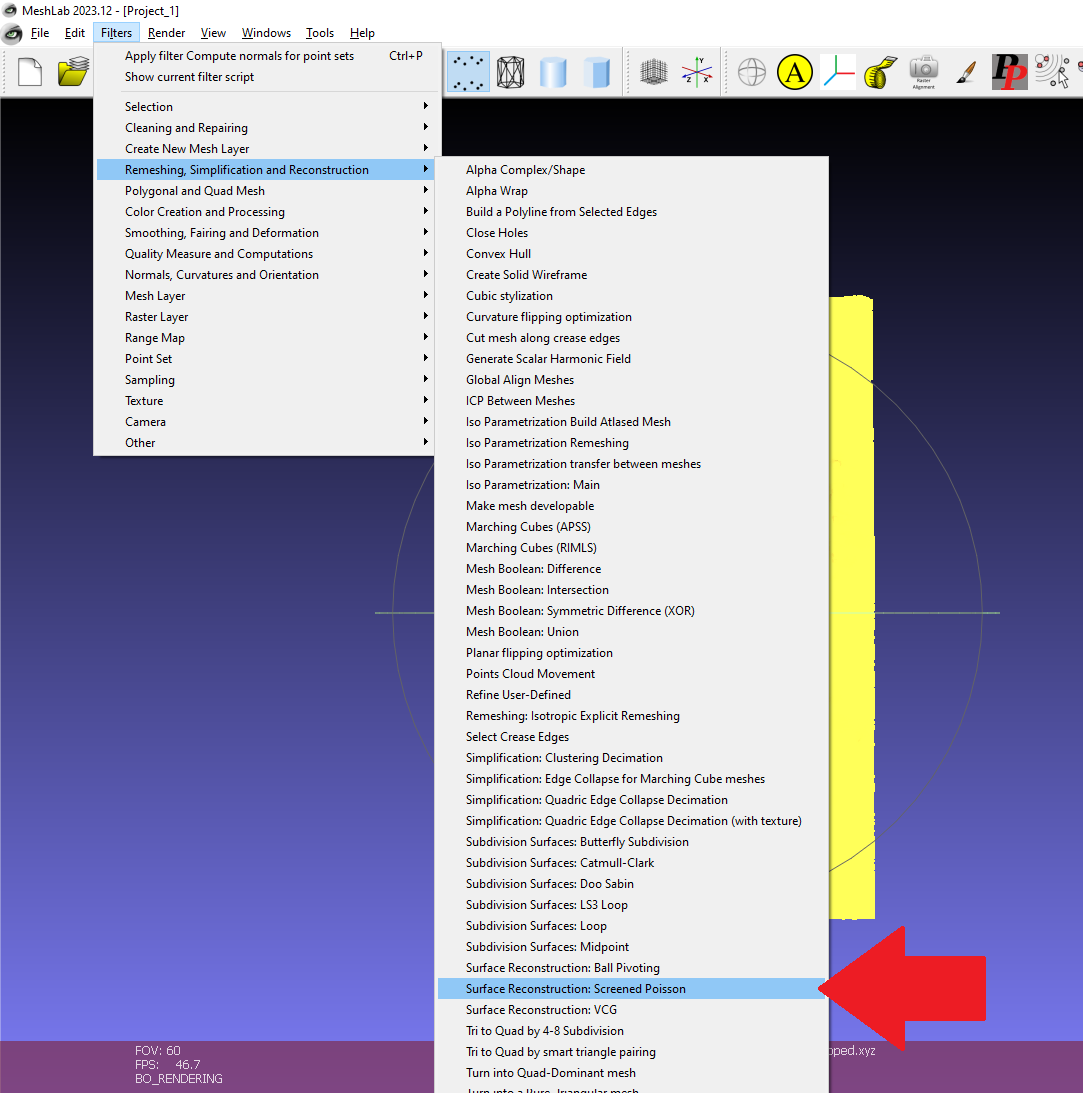 MeshLab 2023.12 - [Project_1]
File Edit Filters Render View Windows Tools Help
Apply filter Compute normals for point sets Ctrl+P
Show current filter script
Selection
Cleaning and Repairing
Create New Mesh Layer
Remeshing, Simplification and Reconstruction
Polygonal and Quad Mesh
Color Creation and Processing
Smoothing, Fairing and Deformation
Quality Measure and Computations
Normals, Curvatures and Orientation
Mesh Layer
Raster Layer
Range Map
Point Set
Sampling
Texture
Camera
Other
Y
Z X
A
Raster
Alignment
PP
Alpha Complex/Shape
Alpha Wrap
Build a Polyline from Selected Edges
Close Holes
Convex Hull
Create Solid Wireframe
Cubic stylization
Curvature flipping optimization
Cut mesh along crease edges
Generate Scalar Harmonic Field
Global Align Meshes
ICP Between Meshes
Iso Parametrization Build Atlased Mesh
Iso Parametrization Remeshing
Iso Parametrization transfer between meshes
Iso Parametrization: Main
Make mesh developable
Marching Cubes (APSS)
Marching Cubes (RIMLS)
Mesh Boolean: Difference
Mesh Boolean: Intersection
Mesh Boolean: Symmetric Difference (XOR)
Mesh Boolean: Union
Planar flipping optimization
Points Cloud Movement
Refine User-Defined
Remeshing: Isotropic Explicit Remeshing
Select Crease Edges
Simplification: Clustering Decimation
Simplification: Edge Collapse for Marching Cube meshes
Simplification: Quadric Edge Collapse Decimation
Simplification: Quadric Edge Collapse Decimation (with texture)
Subdivision Surfaces: Butterfly Subdivision
Subdivision Surfaces: Catmull-Clark
Subdivision Surfaces: Doo Sabin
Subdivision Surfaces: LS3 Loop
Subdivision Surfaces: Loop
Subdivision Surfaces: Midpoint
Surface Reconstruction: Ball Pivoting
Surface Reconstruction: Screened Poisson
Surface Reconstruction: VCG
Tri to Quad by 4-8 Subdivision
Tri to Quad by smart triangle pairing
Turn into Quad-Dominant mesh
Turn into a Pure-Triangular mesh
FOV: 60
FPS: 46.7
BO_RENDERING
pped.xyz